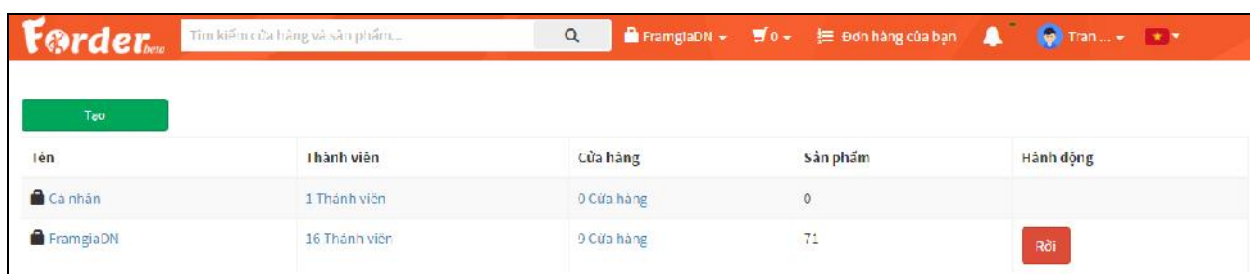 Forder beta Tìm kiếm cửa hàng và sản phẩm... FramgiaDN 0 Đơn hàng của bạn Tran ...
Tạo
Tên Thành viên Cửa hàng Sản phẩm Hành động
Cá nhân 1 Thành viên 0 Cửa hàng 0
FramgiaDN 16 Thành viên 9 Cửa hàng 71 Rời